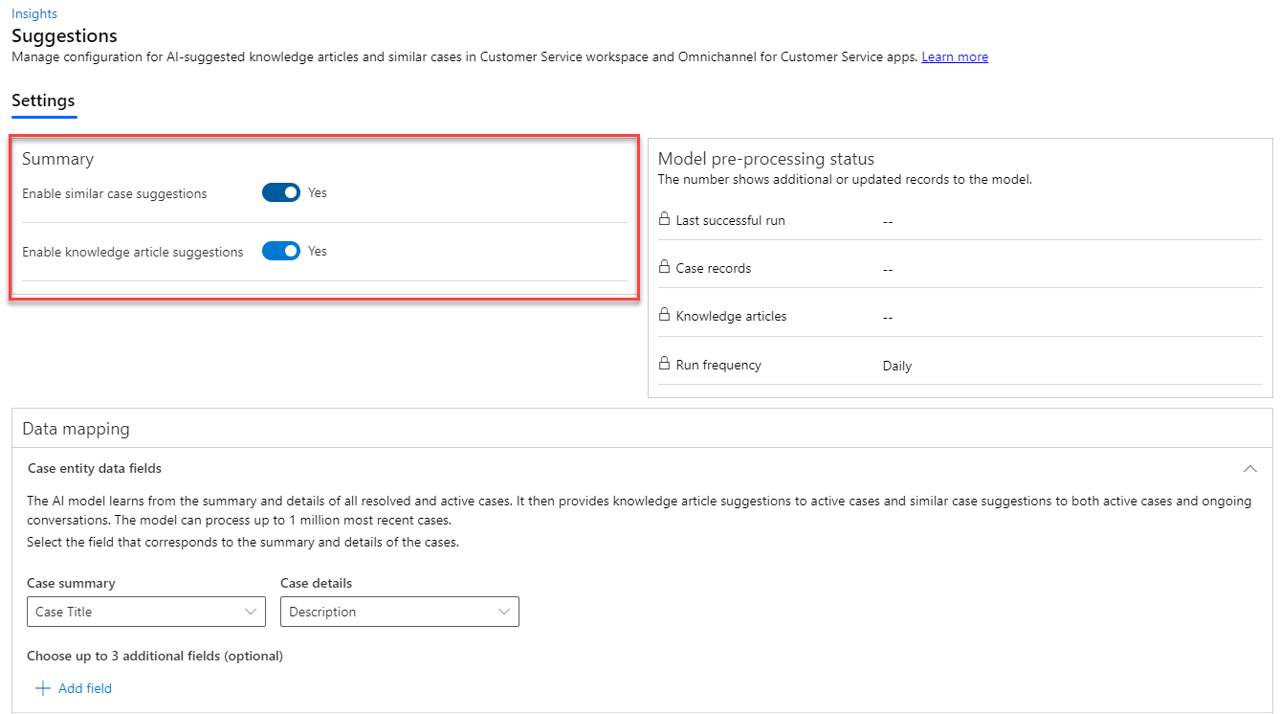 Insights
Suggestions
Manage configuration for AI-suggested knowledge articles and similar cases in Customer Service workspace and Omnichannel for Customer Service apps. Learn more
Settings
Summary
Enable similar case suggestions Yes
Enable knowledge article suggestions Yes
Model pre-processing status
The number shows additional or updated records to the model.
Last successful run --
Case records --
Knowledge articles --
Run frequency Daily
Data mapping
Case entity data fields
The AI model learns from the summary and details of all resolved and active cases. It then provides knowledge article suggestions to active cases and similar case suggestions to both active cases and ongoing
conversations. The model can process up to 1 million most recent cases.
Select the field that corresponds to the summary and details of the cases.
Case summary Case details
Case Title Description
Choose up to 3 additional fields (optional)
Add field